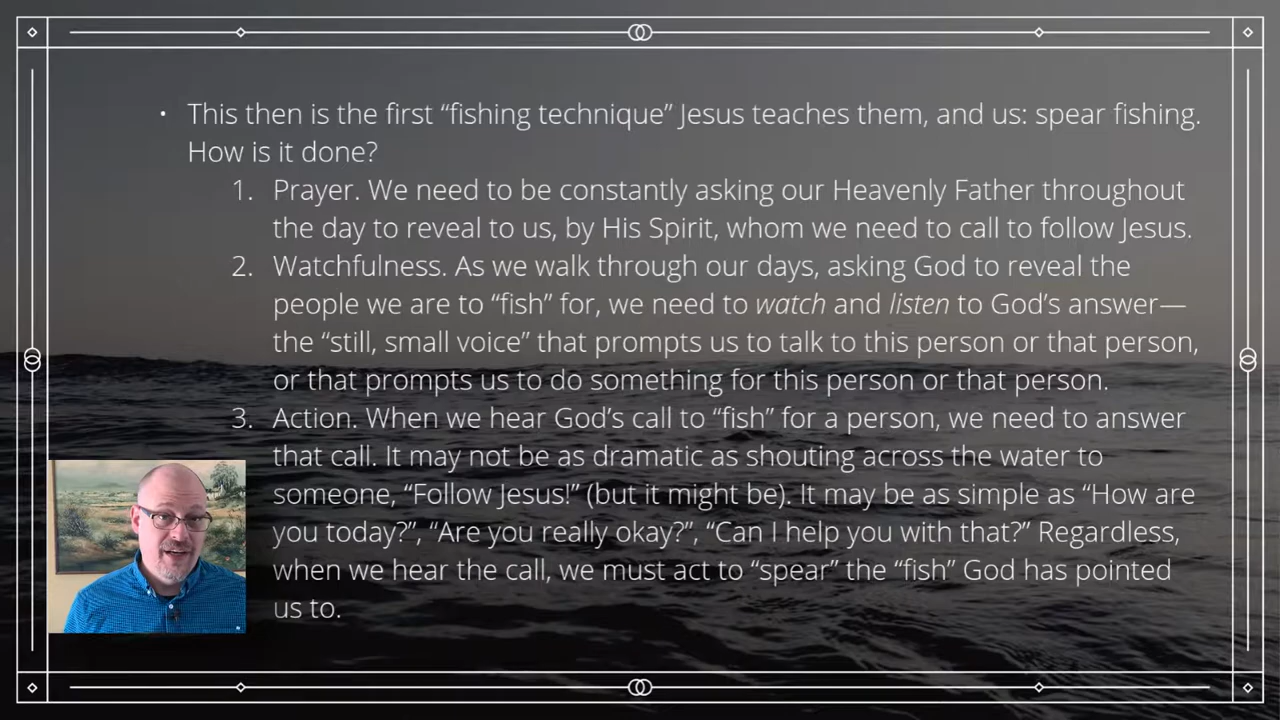 • This then is the first “fishing technique” Jesus teaches them, and us: spear fishing.
How is it done?
1. Prayer. We need to be constantly asking our Heavenly Father throughout
the day to reveal to us, by His Spirit, whom we need to call to follow Jesus.
2. Watchfulness. As we walk through our days, asking God to reveal the
people we are to “fish” for, we need to watch and listen to God’s answer—
the “still, small voice” that prompts us to talk to this person or that person,
or that prompts us to do something for this person or that person.
3. Action. When we hear God’s call to “fish” for a person, we need to answer
that call. It may not be as dramatic as shouting across the water to
someone, “Follow Jesus!” (but it might be). It may be as simple as “How are
you today?”, “Are you really okay?”, “Can I help you with that?” Regardless,
when we hear the call, we must act to “spear” the “fish” God has pointed
us to.